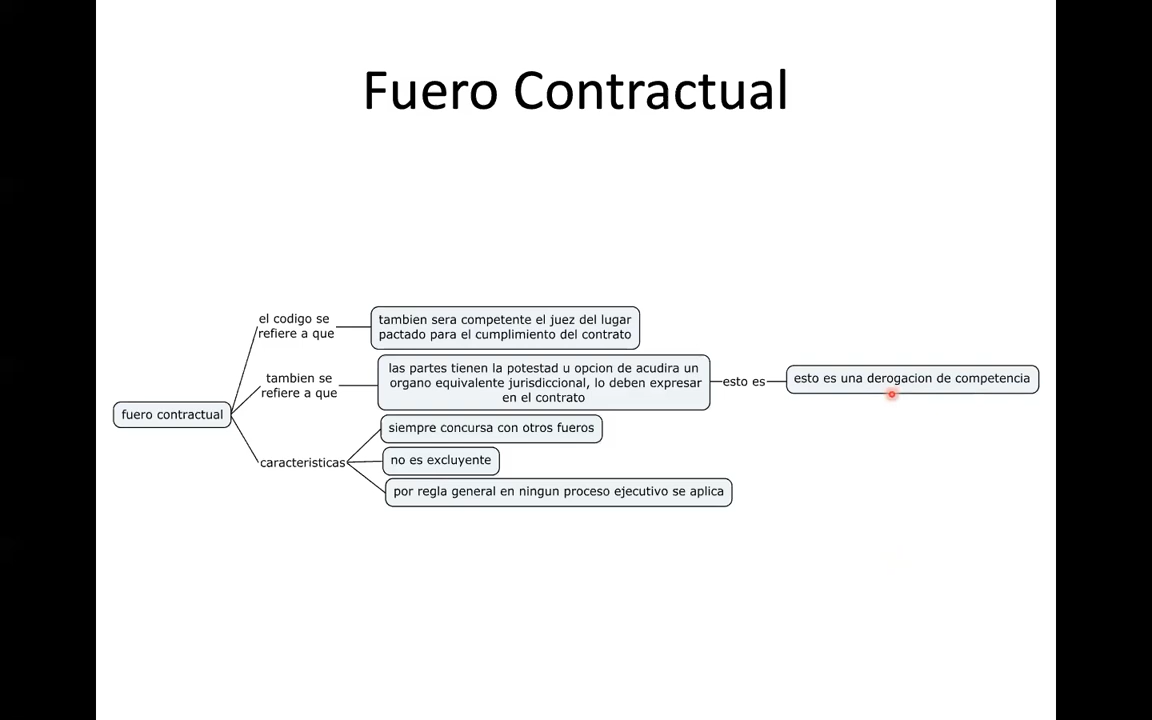 Fuero Contractual
el codigo se
refiere a que
tambien sera competente el juez del lugar
pactado para el cumplimiento del contrato
tambien se
refiere a que
las partes tienen la potestad u opcion de acudira un
organo equivalente jurisdiccional, lo deben expresar
en el contrato
esto es
esto es una derogacion de competencia
fuero contractual
caracteristicas
siempre concursa con otros fueros
no es excluyente
por regla general en ningun proceso ejecutivo se aplica